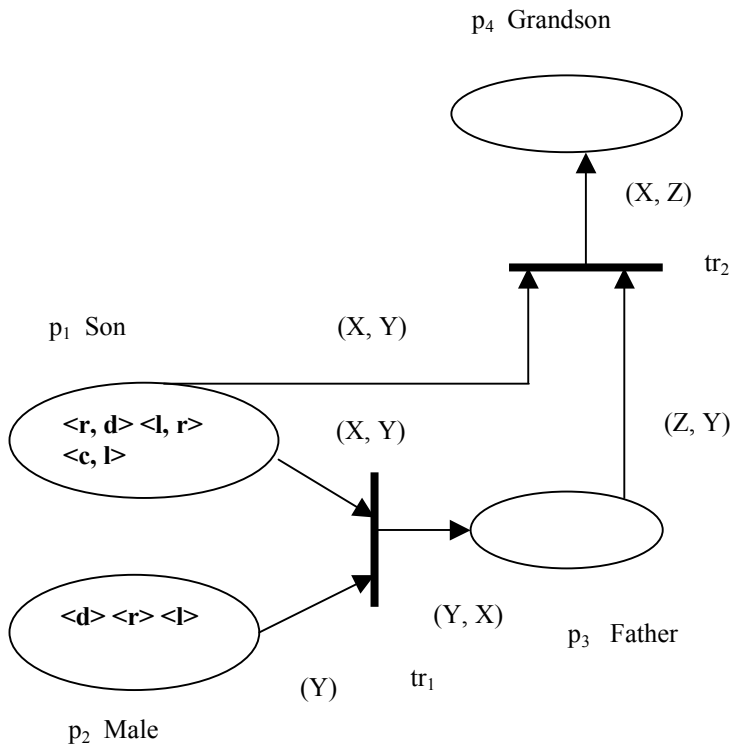 p₄ Grandson
(X, Z)
tr₂
p₁ Son
(X, Y)
<r, d> <l, r>
<c, l>
(X, Y)
(Z, Y)
<d> <r> <l>
(Y, X)
p₃ Father
(Y)
tr₁
p₂ Male